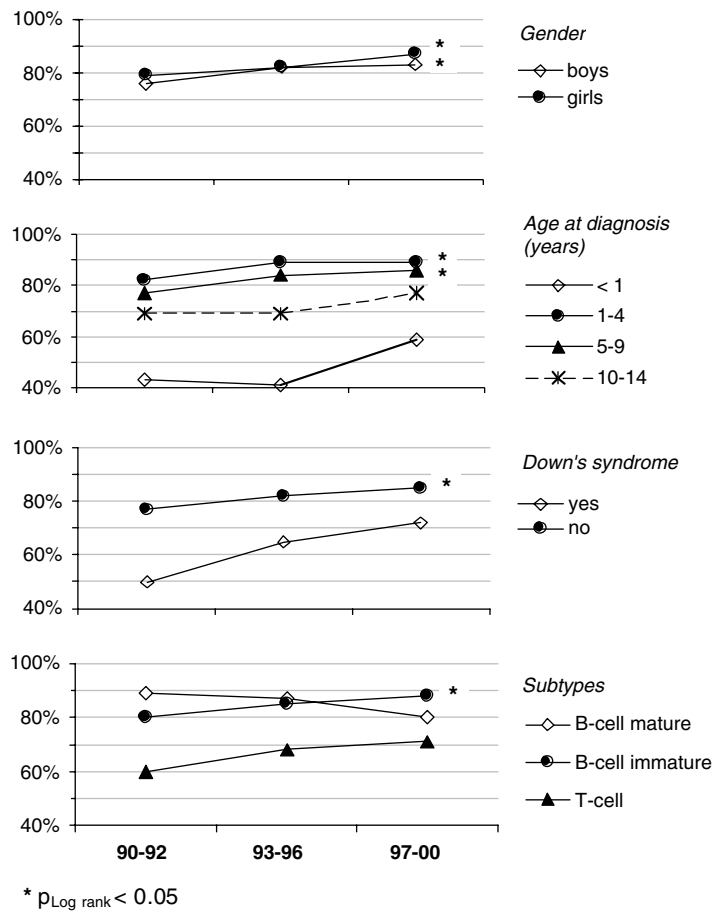 100%
80%
60%
40%
*
*
Gender
boys
girls
100%
80%
60%
40%
*
*
Age at diagnosis
(years)
< 1
1-4
5-9
10-14
100%
80%
60%
40%
*
Down's syndrome
yes
no
100%
80%
60%
40%
*
Subtypes
B-cell mature
B-cell immature
T-cell
90-92 93-96 97-00
* pLog rank < 0.05